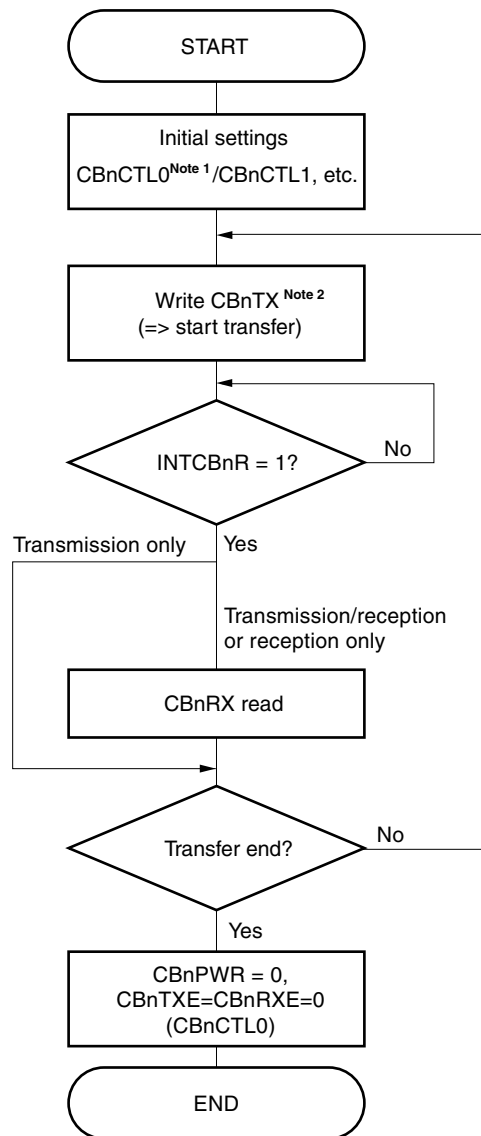 START
Initial settings
CBnCTL0Note 1/CBnCTL1, etc.
Write CBnTX Note 2
(=> start transfer)
INTCBnR = 1?
No
Yes
Transmission only
Transmission/reception
or reception only
CBnRX read
Transfer end?
No
Yes
CBnPWR = 0,
CBnTXE=CBnRXE=0
(CBnCTL0)
END